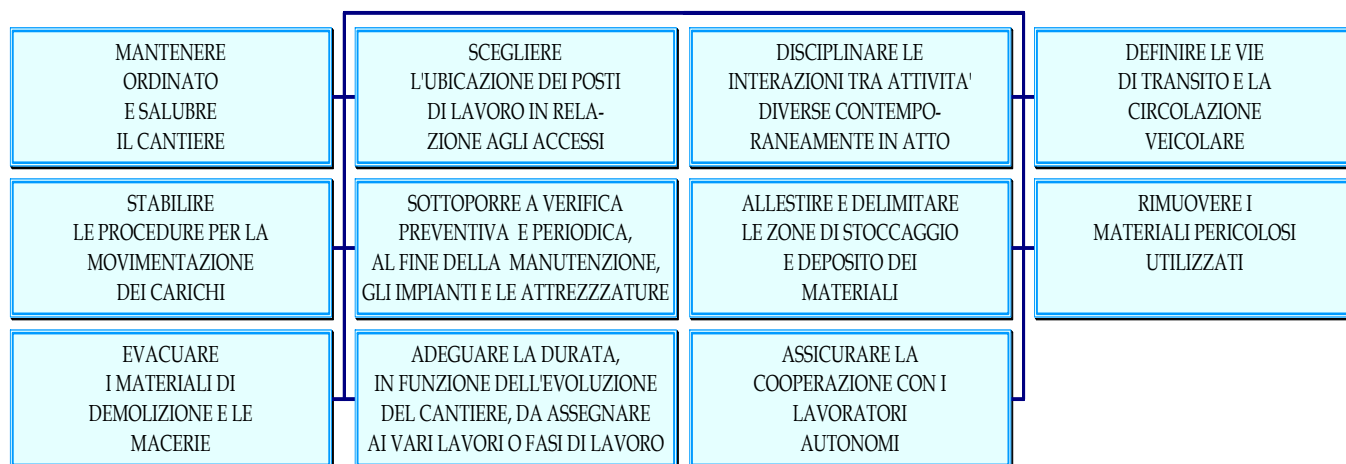 MANTENERE
ORDINATO
E SALUBRE
IL CANTIERE
SCEGLIERE
L'UBICAZIONE DEI POSTI
DI LAVORO IN RELA-
ZIONE AGLI ACCESSI
DISCIPLINARE LE
INTERAZIONI TRA ATTIVITA'
DIVERSE CONTEMPO-
RANEAMENTE IN ATTO
DEFINIRE LE VIE
DI TRANSITO E LA
CIRCOLAZIONE
VEICOLARE
STABILIRE
LE PROCEDURE PER LA
MOVIMENTAZIONE
DEI CARICHI
SOTTOPORRE A VERIFICA
PREVENTIVA E PERIODICA,
AL FINE DELLA MANUTENZIONE,
GLI IMPIANTI E LE ATTREZZZATURE
ALLESTIRE E DELIMITARE
LE ZONE DI STOCCAGGIO
E DEPOSITO DEI
MATERIALI
RIMUOVERE I
MATERIALI PERICOLOSI
UTILIZZATI
EVACUARE
I MATERIALI DI
DEMOLIZIONE E LE
MACERIE
ADEGUARE LA DURATA,
IN FUNZIONE DELL'EVOLUZIONE
DEL CANTIERE, DA ASSEGNARE
AI VARI LAVORI O FASI DI LAVORO
ASSICURARE LA
COOPERAZIONE CON I
LAVORATORI
AUTONOMI